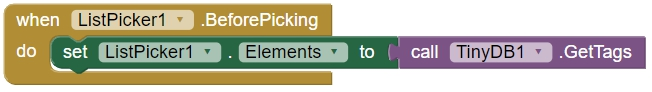 when ListPicker1 .BeforePicking
do set ListPicker1 . Elements to call TinyDB1 .GetTags